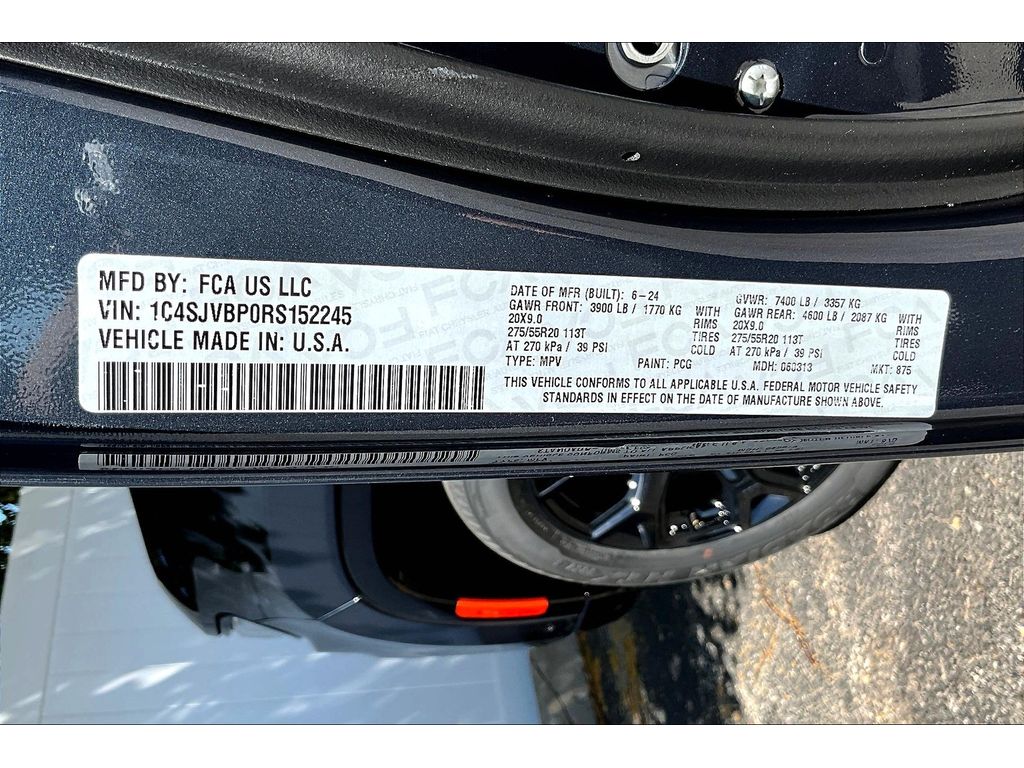 MFD BY: FCA US LLC
VIN: 1C4SJVBP0RS152245
VEHICLE MADE IN: U.S.A.
DATE OF MFR (BUILT): 6-24 GVWR: 7400 LB / 3357 KG
GAWR FRONT: 3900 LB / 1770 KG WITH GAWR REAR: 4600 LB / 2087 KG WITH
20X9.0 RIMS 20X9.0 RIMS
275/55R20 113T TIRES 275/55R20 113T TIRES
AT 270 kPa / 39 PSI COLD AT 270 kPa / 39 PSI COLD
TYPE: MPV PAINT: PCG MDH: 060313 MKT: 875
THIS VEHICLE CONFORMS TO ALL APPLICABLE U.S.A. FEDERAL MOTOR VEHICLE SAFETY
STANDARDS IN EFFECT ON THE DATE OF MANUFACTURE SHOWN ABOVE.